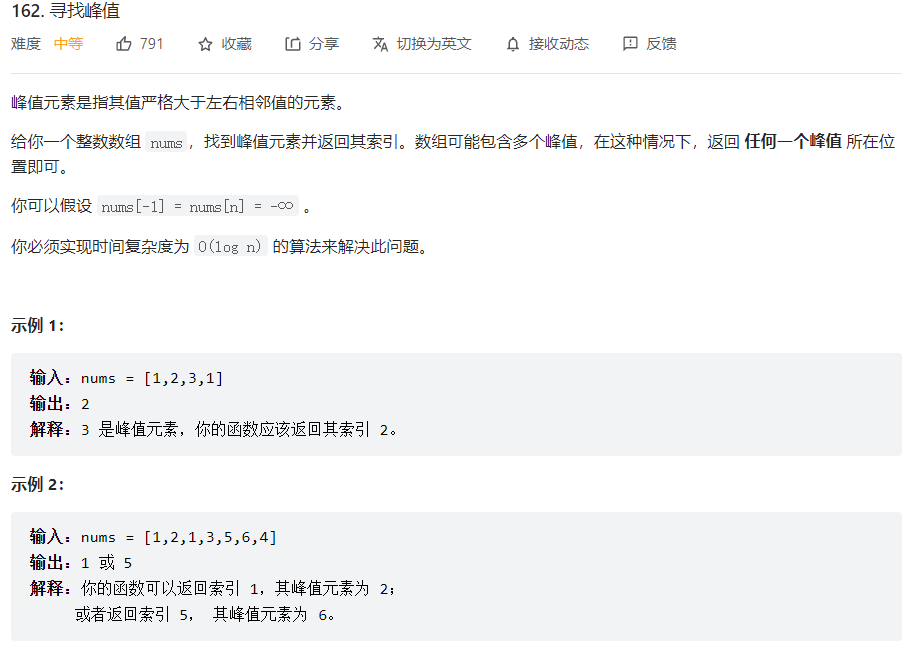 162. 寻找峰值
难度 中等 791 收藏 分享 切换为英文 接收动态 反馈
峰值元素是指其值严格大于左右相邻值的元素。
给你一个整数数组 nums，找到峰值元素并返回其索引。数组可能包含多个峰值，在这种情况下，返回 任何一个峰值 所在位
置即可。
你可以假设 nums[-1] = nums[n] = -∞ 。
你必须实现时间复杂度为 O(log n) 的算法来解决此问题。
示例 1：
输入：nums = [1,2,3,1]
输出：2
解释：3 是峰值元素，你的函数应该返回其索引 2。
示例 2：
输入：nums = [1,2,1,3,5,6,4]
输出：1 或 5
解释：你的函数可以返回索引 1，其峰值元素为 2；
或者返回索引 5， 其峰值元素为 6。